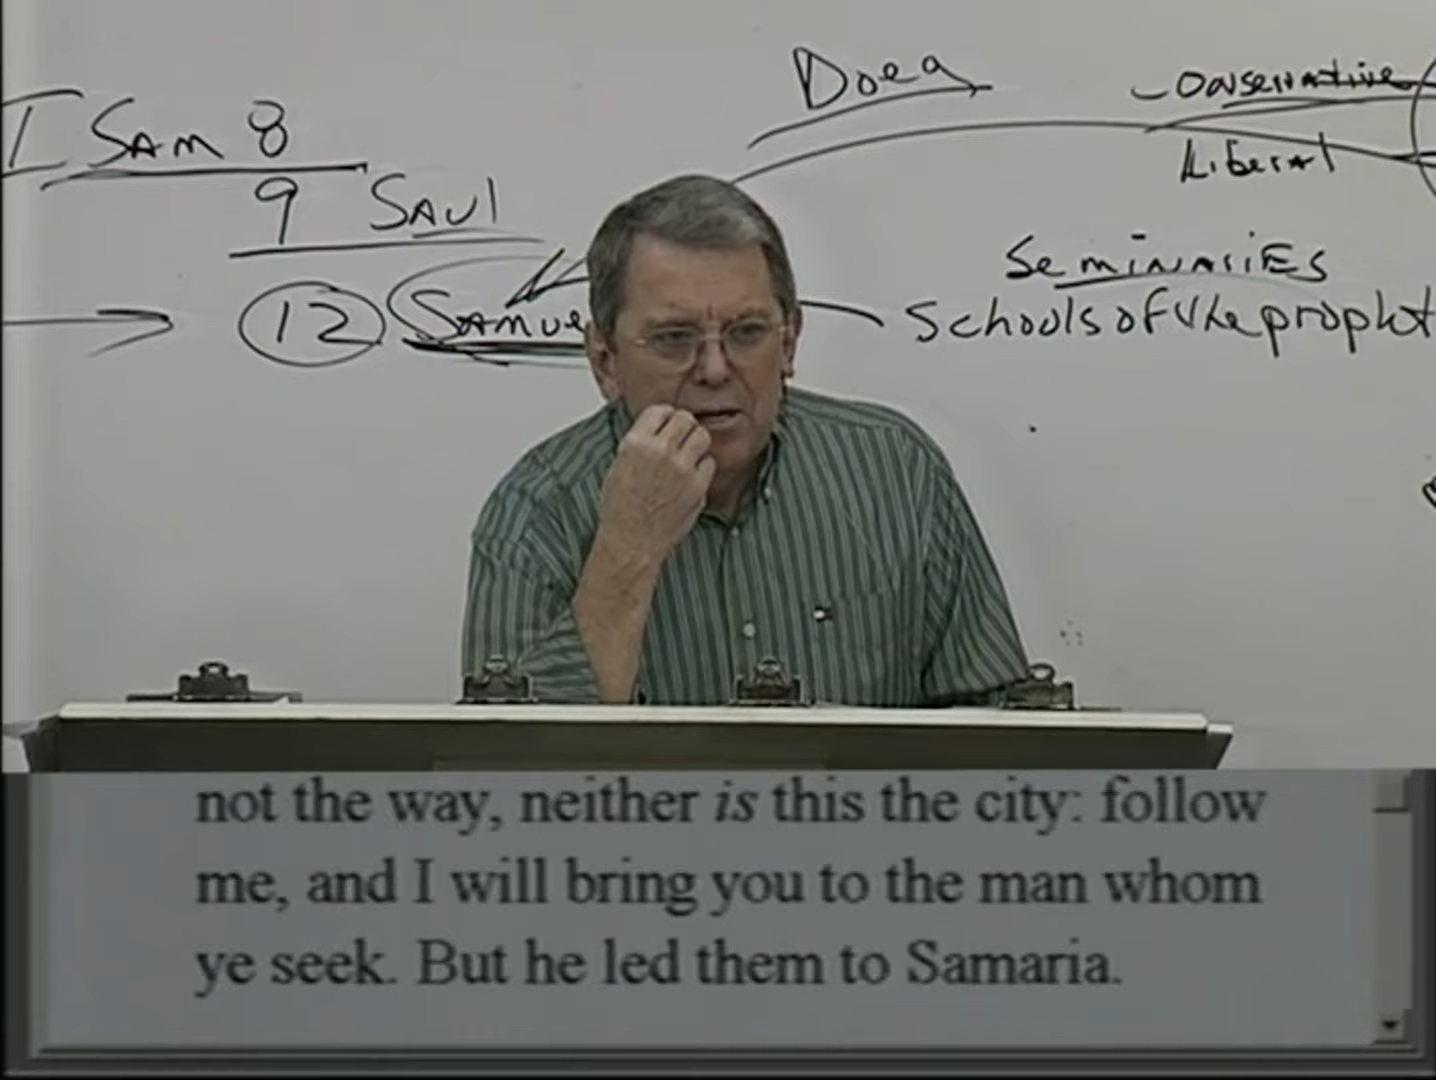 I SAM 8
9 SAUl
12 Samue
Doeg
Conservative
Liberal
Seminaries
Schools of the prophet
not the way, neither is this the city: follow
me, and I will bring you to the man whom
ye seek. But he led them to Samaria.